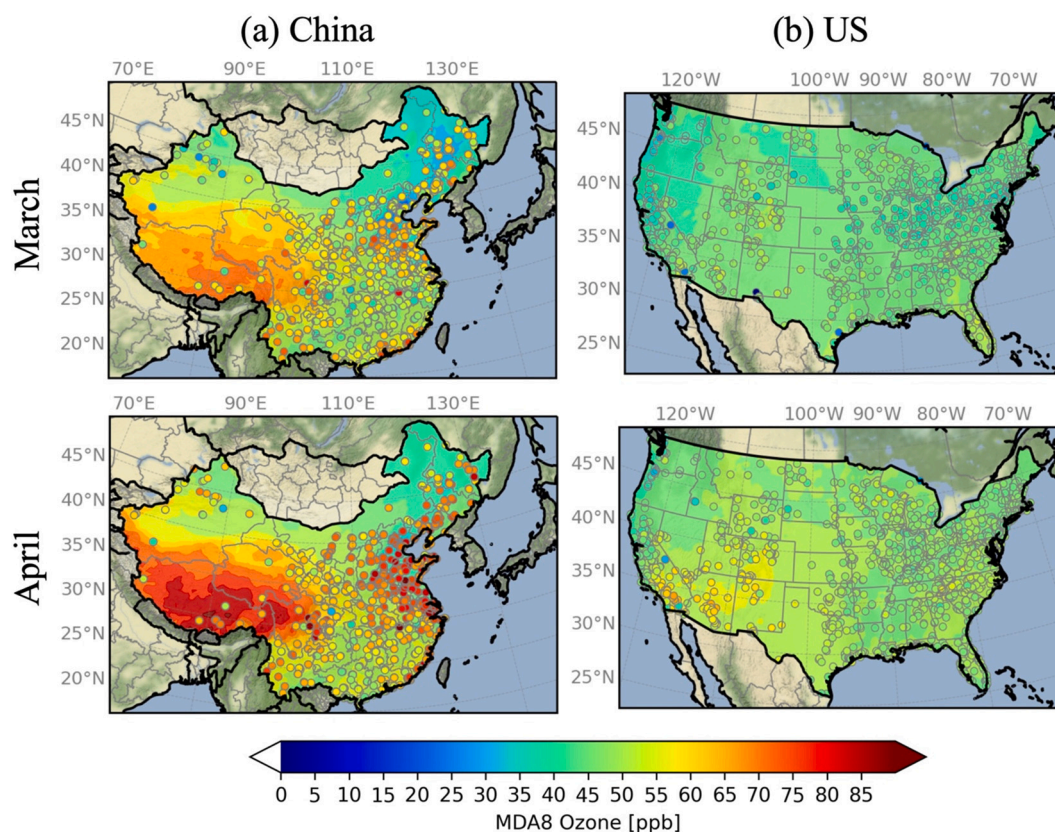 (a) China
(b) US
70°E 90°E 110°E 130°E
120°W 100°W 90°W 80°W 70°W
March
45°N
40°N
35°N
30°N
25°N
20°N
45°N
40°N
35°N
30°N
25°N
70°E 90°E 110°E 130°E
120°W 100°W 90°W 80°W 70°W
April
45°N
40°N
35°N
30°N
25°N
20°N
45°N
40°N
35°N
30°N
25°N
0 5 10 15 20 25 30 35 40 45 50 55 60 65 70 75 80 85
MDA8 Ozone [ppb]